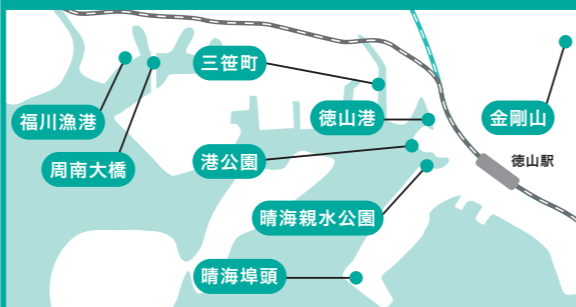 三笹町
福川漁港
徳山港
金剛山
周南大橋
港公園
徳山駅
晴海親水公園
晴海埠頭